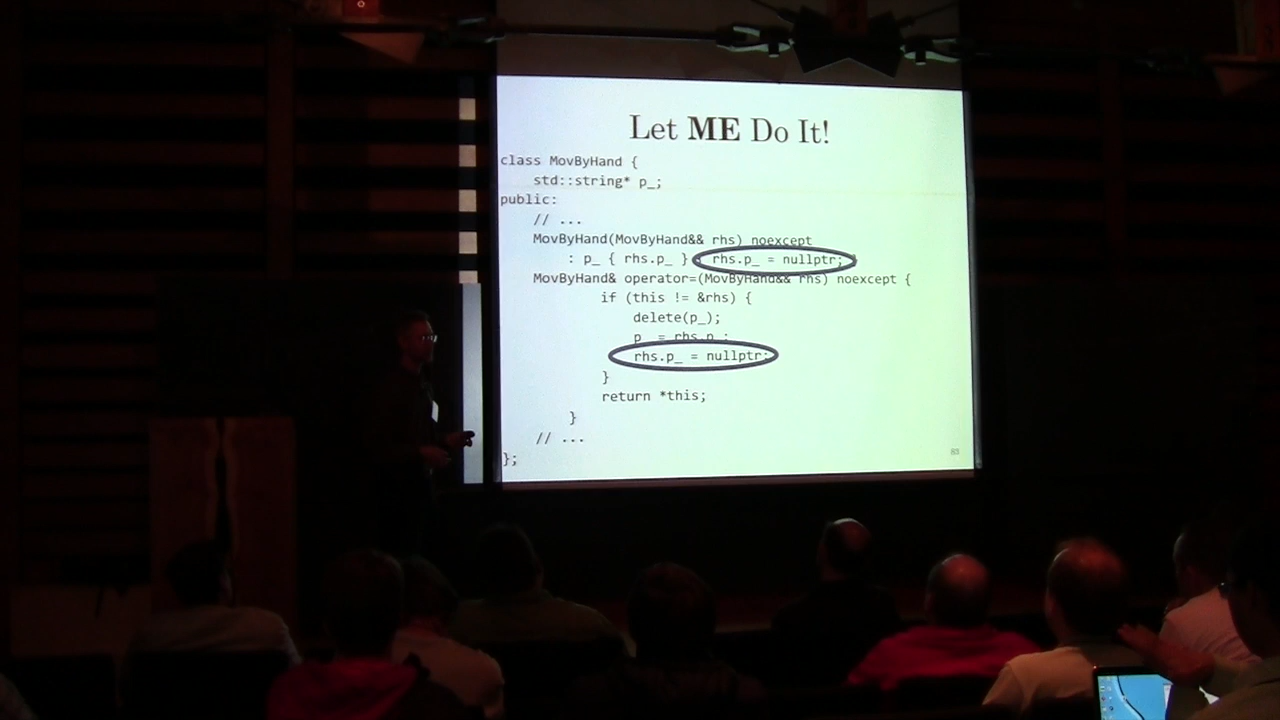 Let ME Do It!
class MovByHand {
std::string* p_;
public:
// ...
MovByHand(MovByHand&& rhs) noexcept
: p_ { rhs.p_ } { rhs.p_ = nullptr; }
MovByHand& operator=(MovByHand&& rhs) noexcept {
if (this != &rhs) {
delete(p_);
p_ = rhs.p_;
rhs.p_ = nullptr;
}
return *this;
}
// ...
};
83